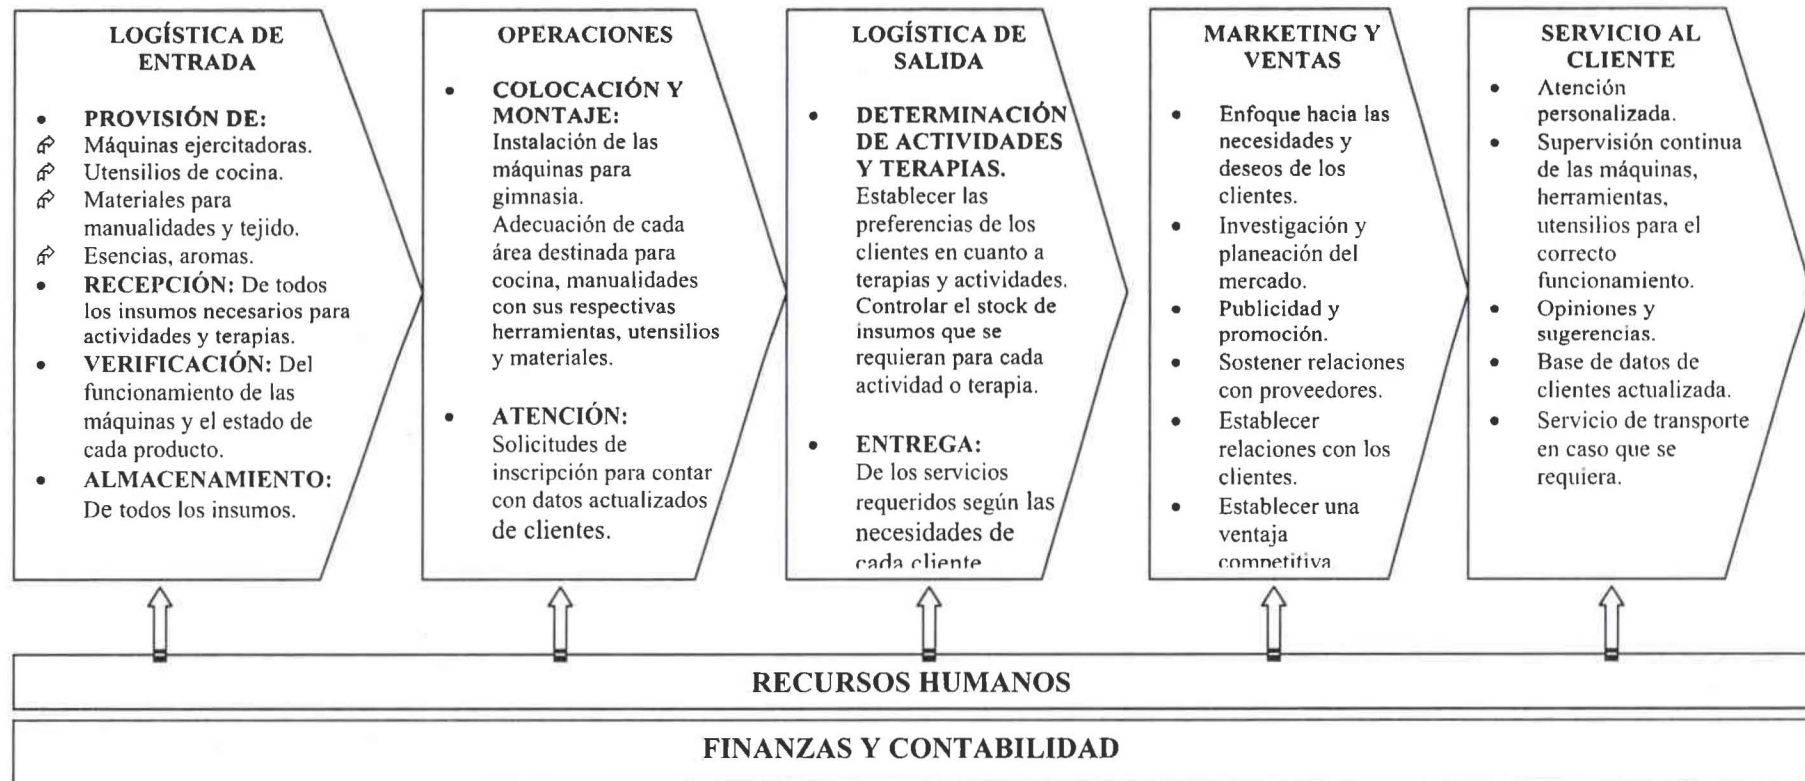 LOGÍSTICA DE
ENTRADA
• PROVISIÓN DE:
Máquinas ejercitadoras.
Utensilios de cocina.
Materiales para
manualidades y tejido.
Esencias, aromas.
• RECEPCIÓN: De todos
los insumos necesarios para
actividades y terapias.
• VERIFICACIÓN: Del
funcionamiento de las
máquinas y el estado de
cada producto.
• ALMACENAMIENTO:
De todos los insumos.
OPERACIONES
• COLOCACIÓN Y
MONTAJE:
Instalación de las
máquinas para
gimnasia.
Adecuación de cada
área destinada para
cocina, manualidades
con sus respectivas
herramientas, utensilios
y materiales.
• ATENCIÓN:
Solicitudes de
inscripción para contar
con datos actualizados
de clientes.
LOGÍSTICA DE
SALIDA
• DETERMINACIÓN
DE ACTIVIDADES
Y TERAPIAS.
Establecer las
preferencias de los
clientes en cuanto a
terapias y actividades.
Controlar el stock de
insumos que se
requieran para cada
actividad o terapia.
• ENTREGA:
De los servicios
requeridos según las
necesidades de
cada cliente
MARKETING Y
VENTAS
• Enfoque hacia las
necesidades y
deseos de los
clientes.
• Investigación y
planeación del
mercado.
• Publicidad y
promoción.
• Sostener relaciones
con proveedores.
• Establecer
relaciones con los
clientes.
• Establecer una
ventaja
competitiva
SERVICIO AL
CLIENTE
• Atención
personalizada.
• Supervisión continua
de las máquinas,
herramientas,
utensilios para el
correcto
funcionamiento.
• Opiniones y
sugerencias.
• Base de datos de
clientes actualizada.
• Servicio de transporte
en caso que se
requiera.
RECURSOS HUMANOS
FINANZAS Y CONTABILIDAD